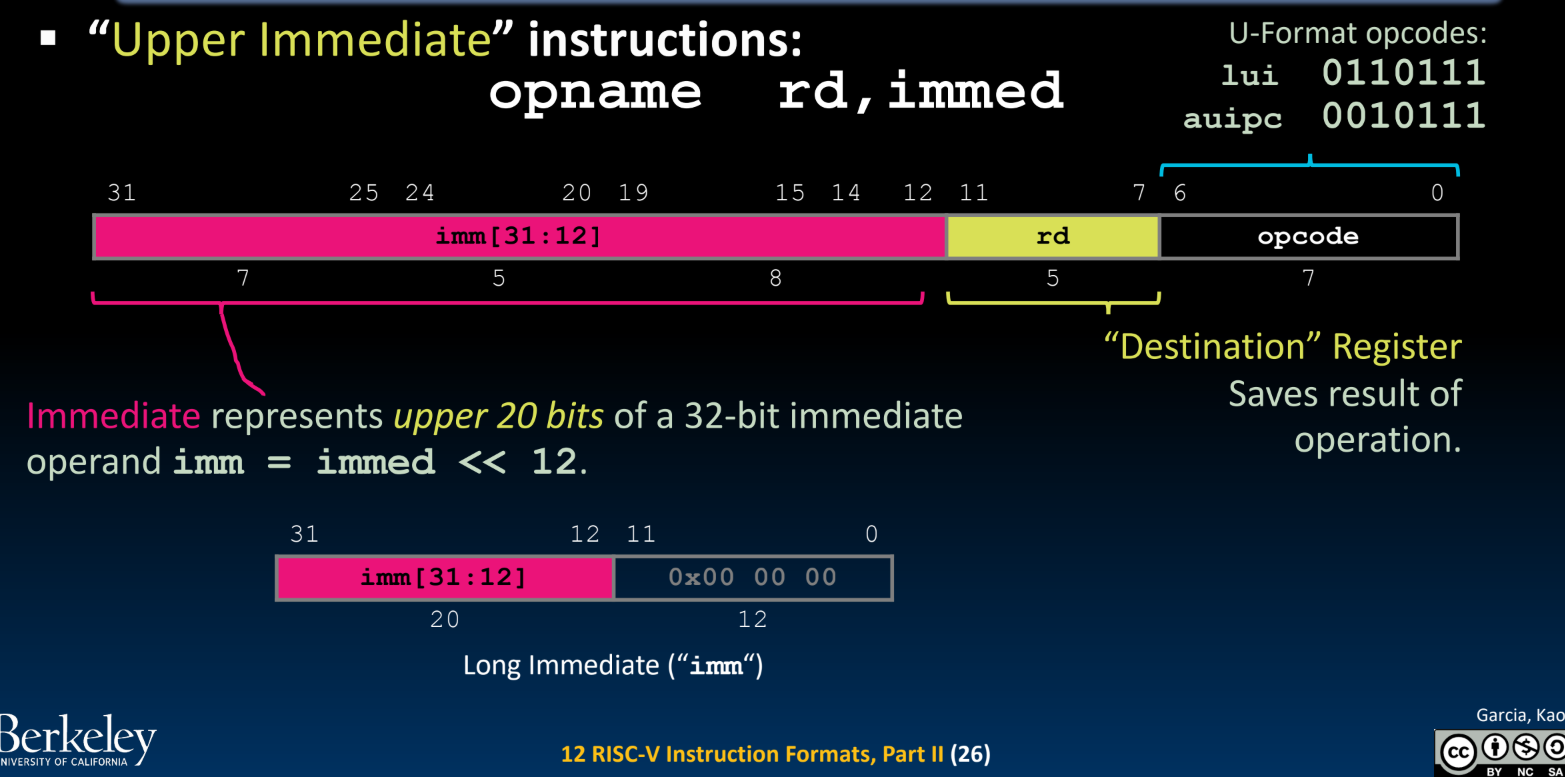 ▪ “Upper Immediate” instructions:
opname rd,immed
U-Format opcodes:
lui 0110111
auipc 0010111
31 25 24 20 19 15 14 12 11 7 6 0
imm[31:12] rd opcode
7 5 8 5 7
“Destination” Register
Saves result of
operation.
Immediate represents upper 20 bits of a 32-bit immediate
operand imm = immed << 12.
31 12 11 0
imm[31:12] 0x00 00 00
20 12
Long Immediate (“imm“)
Berkeley
UNIVERSITY OF CALIFORNIA
12 RISC-V Instruction Formats, Part II (26)
Garcia, Kao
cc
BY NC SA